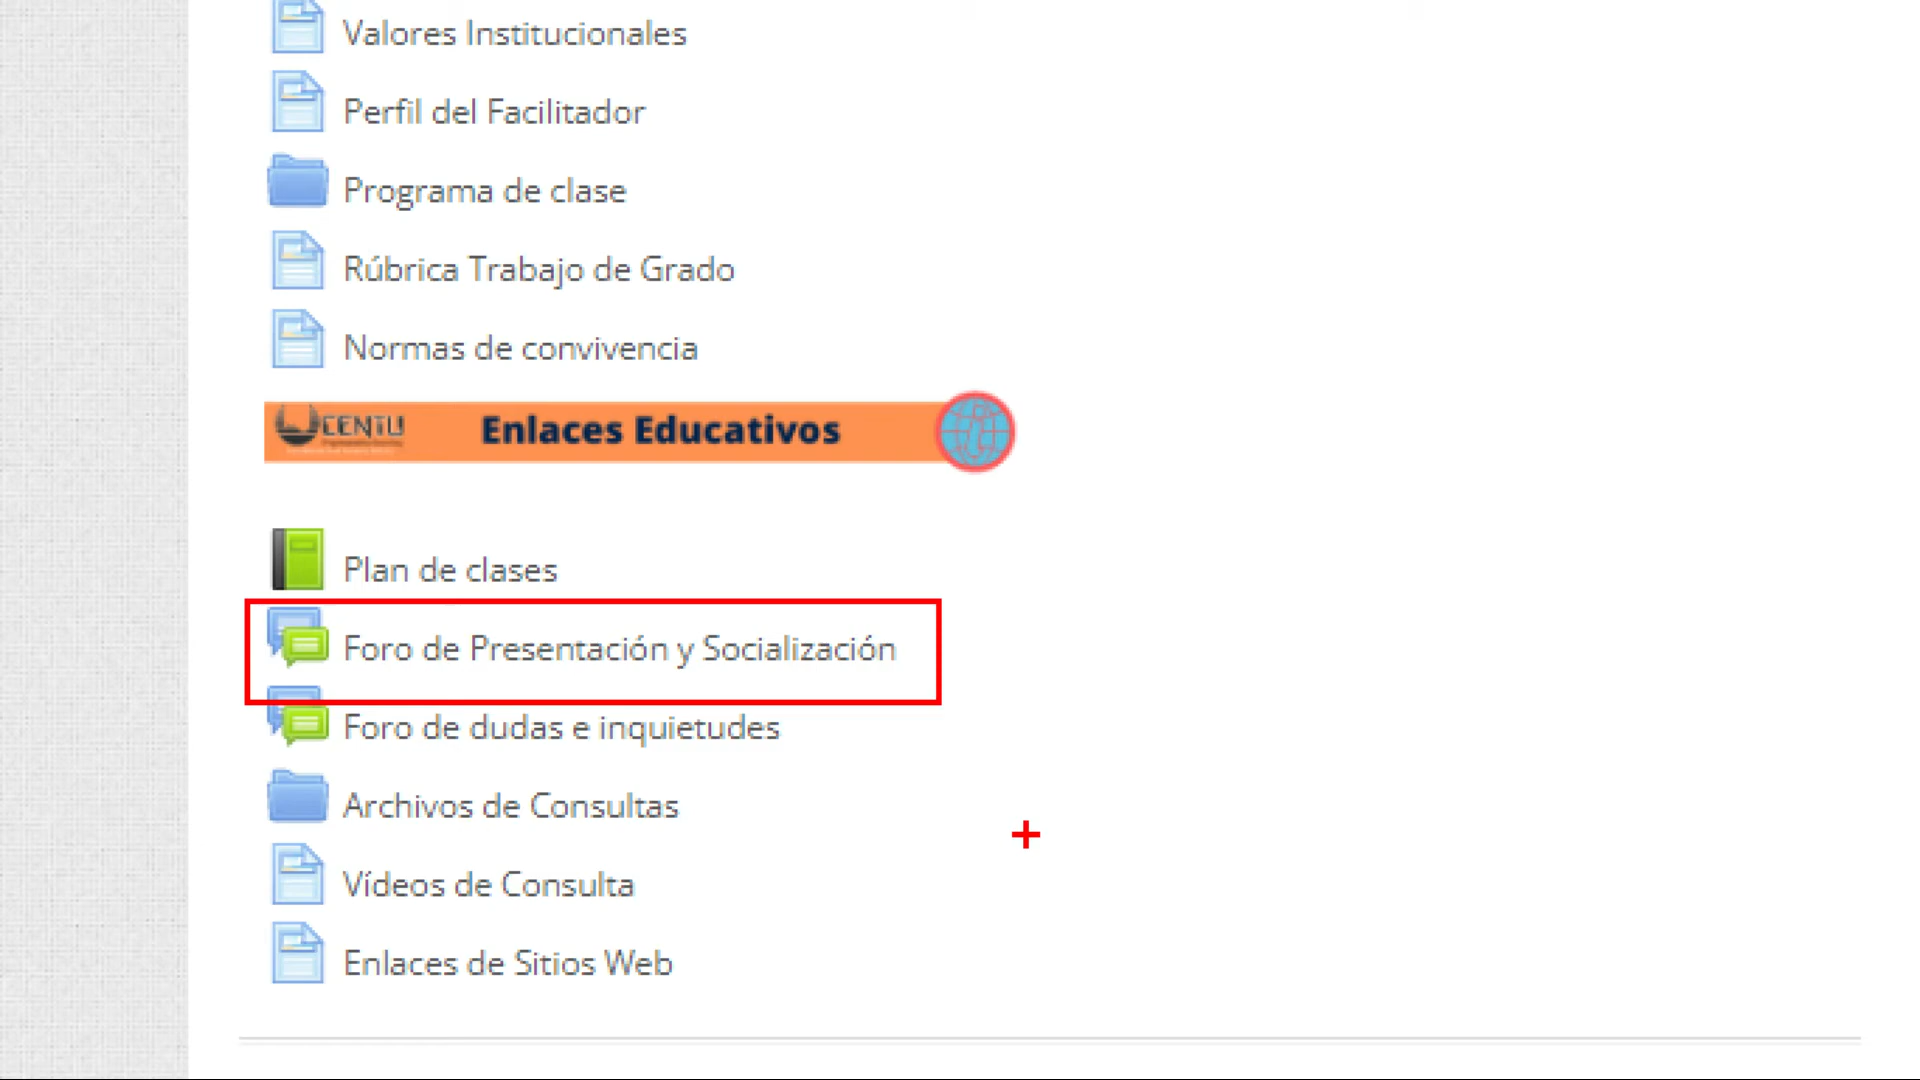 Valores Institucionales
Perfil del Facilitador
Programa de clase
Rúbrica Trabajo de Grado
Normas de convivencia
UCENTU
Enlaces Educativos
Plan de clases
Foro de Presentación y Socialización
Foro de dudas e inquietudes
Archivos de Consultas
Vídeos de Consulta
Enlaces de Sitios Web